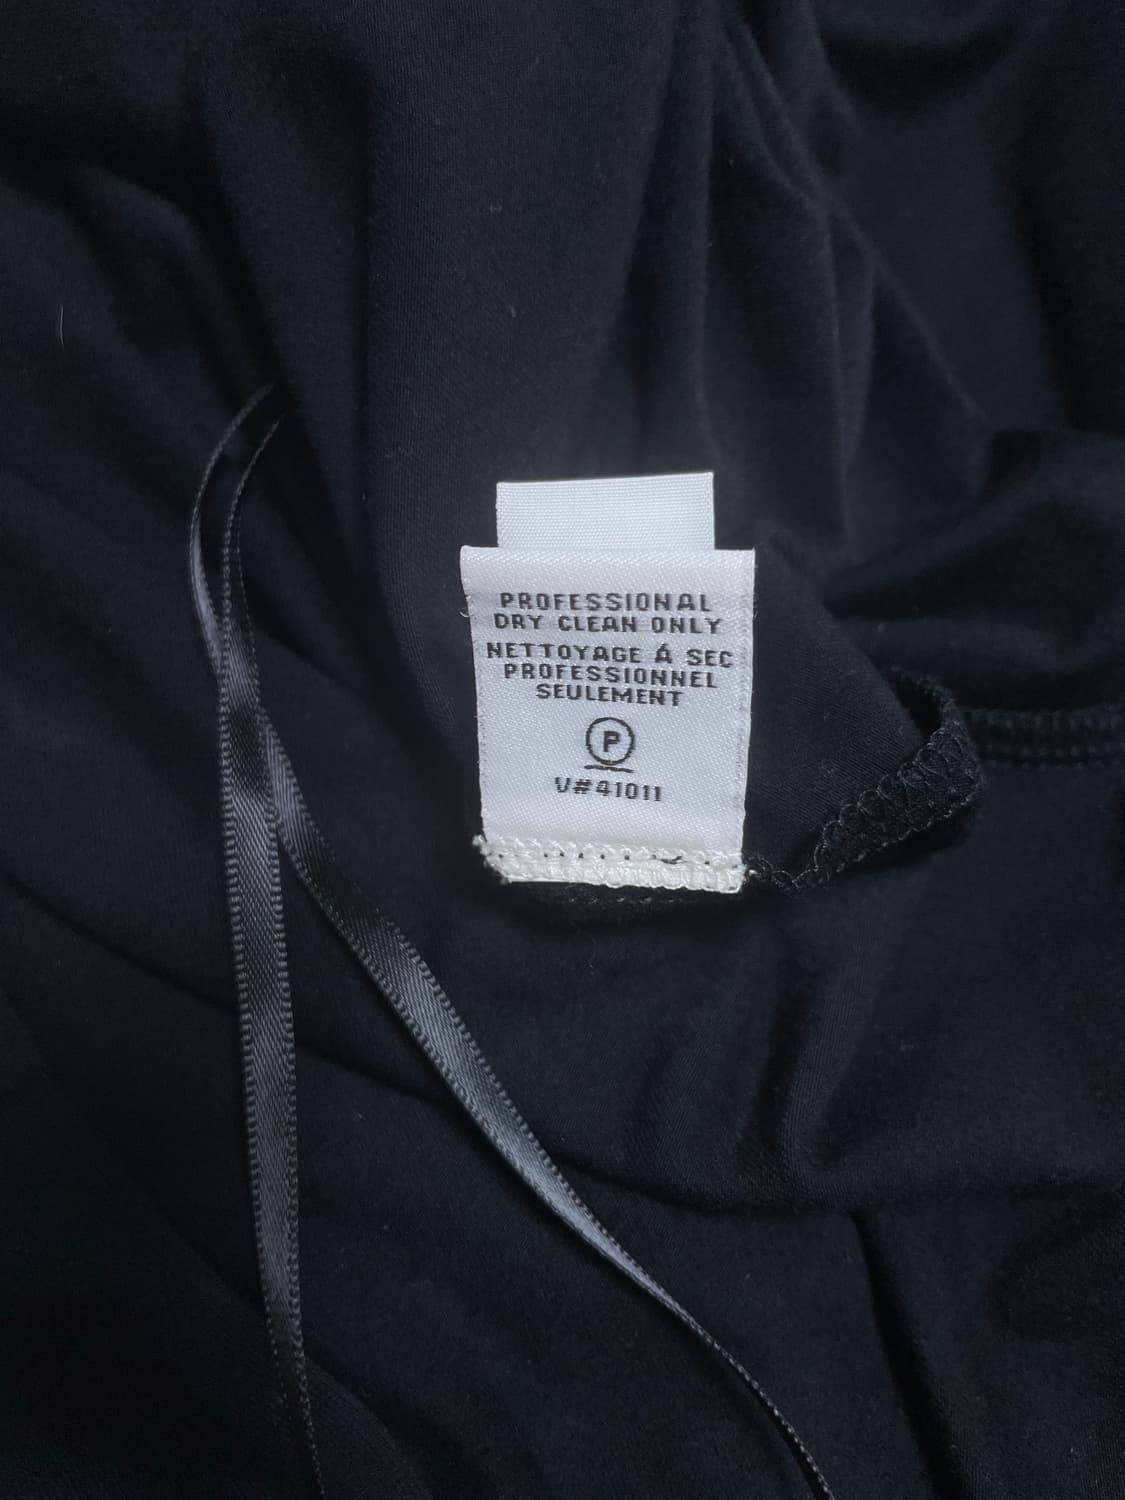 PROFESSIONAL
DRY CLEAN ONLY
NETTOYAGE Á SEC
PROFESSIONNEL
SEULEMENT
P
V#41011